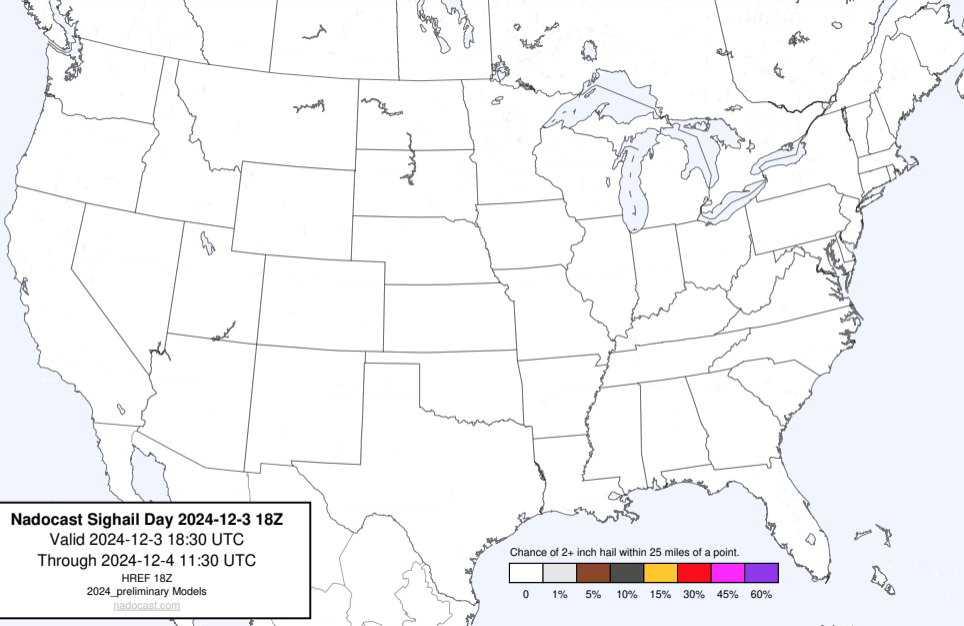 Nadocast Sighail Day 2024-12-3 18Z
Valid 2024-12-3 18:30 UTC
Through 2024-12-4 11:30 UTC
HREF 18Z
2024_preliminary Models
nadocast.com
Chance of 2+ inch hail within 25 miles of a point.
0 1% 5% 10% 15% 30% 45% 60%